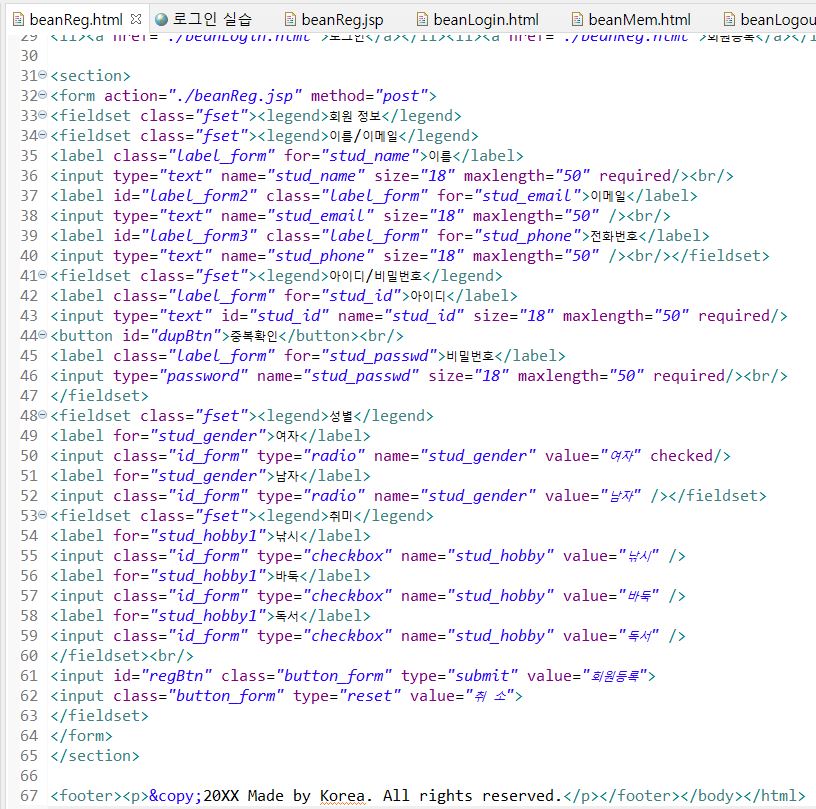 beanReg.html 로그인 실습 beanReg.jsp beanLogin.html beanMem.html beanLogou
29 <li><a href="./beanLogin.html">로그인</a></li><li><a href="./beanReg.html">회원등록</a></l
30
31 <section>
32 <form action="./beanReg.jsp" method="post">
33 <fieldset class="fset"><legend>회원 정보</legend>
34 <fieldset class="fset"><legend>이름/이메일</legend>
35 <label class="label_form" for="stud_name">이름</label>
36 <input type="text" name="stud_name" size="18" maxlength="50" required/><br/>
37 <label id="label_form2" class="label_form" for="stud_email">이메일</label>
38 <input type="text" name="stud_email" size="18" maxlength="50" /><br/>
39 <label id="label_form3" class="label_form" for="stud_phone">전화번호</label>
40 <input type="text" name="stud_phone" size="18" maxlength="50" /><br/></fieldset>
41 <fieldset class="fset"><legend>아이디/비밀번호</legend>
42 <label class="label_form" for="stud_id">아이디</label>
43 <input type="text" id="stud_id" name="stud_id" size="18" maxlength="50" required/>
44 <button id="dupBtn">중복확인</button><br/>
45 <label class="label_form" for="stud_passwd">비밀번호</label>
46 <input type="password" name="stud_passwd" size="18" maxlength="50" required/><br/>
47 </fieldset>
48 <fieldset class="fset"><legend>성별</legend>
49 <label for="stud_gender">여자</label>
50 <input class="id_form" type="radio" name="stud_gender" value="여자" checked/>
51 <label for="stud_gender">남자</label>
52 <input class="id_form" type="radio" name="stud_gender" value="남자" /></fieldset>
53 <fieldset class="fset"><legend>취미</legend>
54 <label for="stud_hobby1">낚시</label>
55 <input class="id_form" type="checkbox" name="stud_hobby" value="낚시" />
56 <label for="stud_hobby1">바둑</label>
57 <input class="id_form" type="checkbox" name="stud_hobby" value="바둑" />
58 <label for="stud_hobby1">독서</label>
59 <input class="id_form" type="checkbox" name="stud_hobby" value="독서" />
60 </fieldset><br/>
61 <input id="regBtn" class="button_form" type="submit" value="회원등록">
62 <input class="button_form" type="reset" value="취 소">
63 </fieldset>
64 </form>
65 </section>
66
67 <footer><p>&copy;20XX Made by Korea. All rights reserved.</p></footer></body></html>